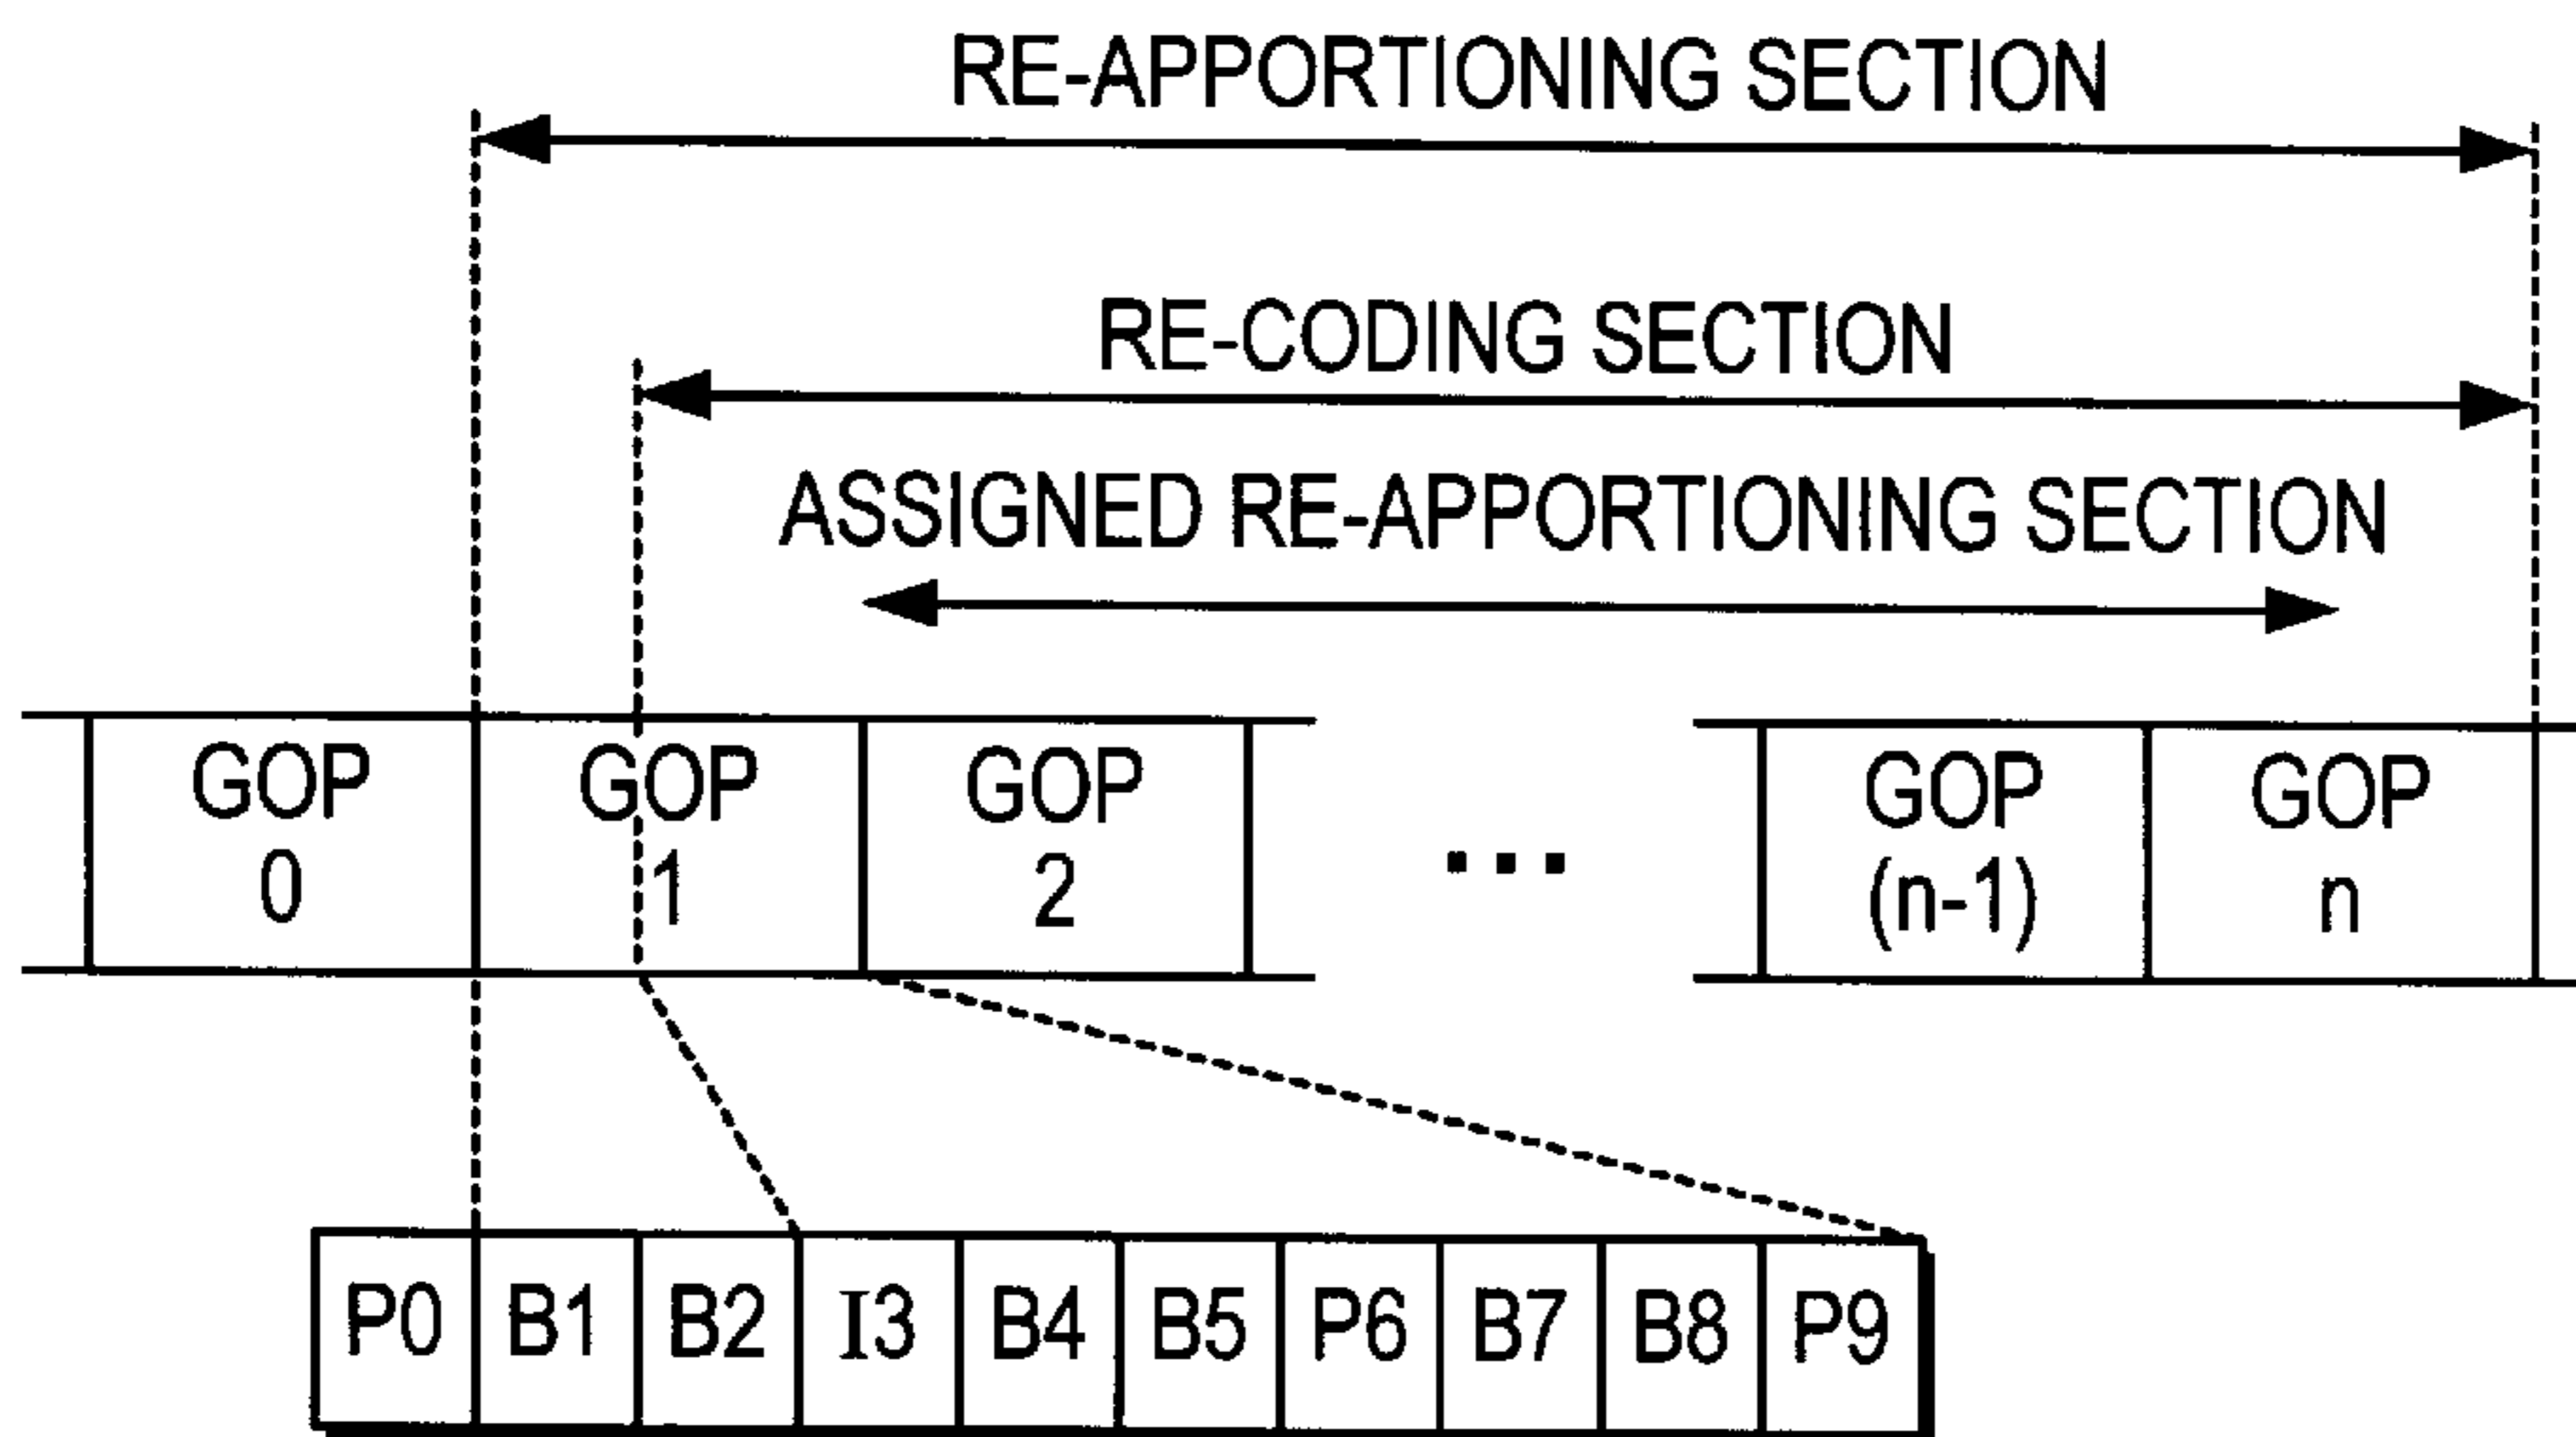 RE-APPORTIONING SECTION
RE-CODING SECTION
ASSIGNED RE-APPORTIONING SECTION
GOP 0
GOP 1
GOP 2
...
GOP (n-1)
GOP n
P0 B1 B2 I3 B4 B5 P6 B7 B8 P9